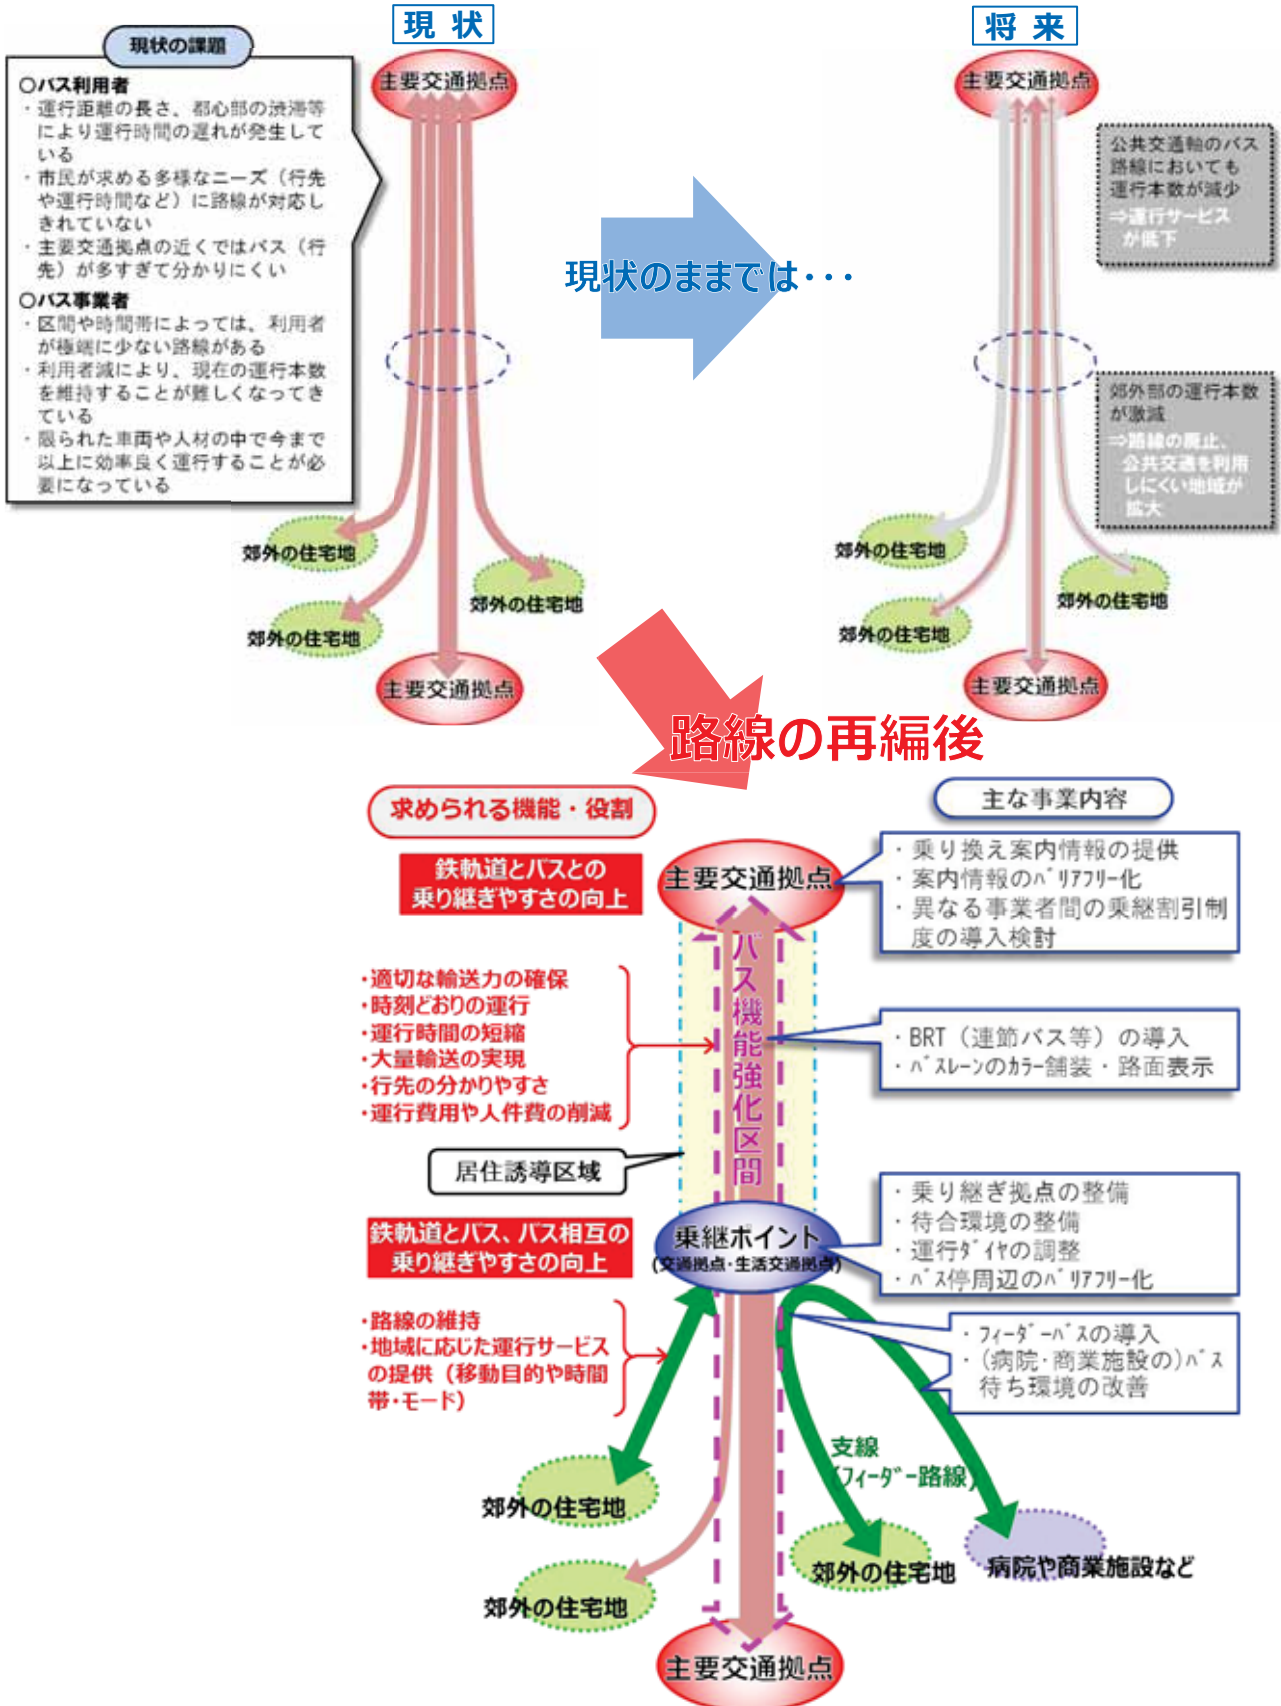 現 状
将 来
現状の課題
○バス利用者
・運行距離の長さ、都心部の渋滞等
により運行時間の遅れが発生して
いる
・市民が求める多様なニーズ（行先
や運行時間など）に路線が対応し
きれていない
・主要交通拠点の近くではバス（行
先）が多すぎて分かりにくい
○バス事業者
・区間や時間帯によっては、利用者
が極端に少ない路線がある
・利用者減により、現在の運行本数
を維持することが難しくなってき
ている
・限られた車両や人材の中で今まで
以上に効率良く運行することが必
要になっている
主要交通拠点
郊外の住宅地
郊外の住宅地
郊外の住宅地
主要交通拠点
現状のままでは・・・
主要交通拠点
公共交通軸のバス
路線においても
運行本数が減少
⇒運行サービス
が低下
郊外部の運行本数
が激減
⇒路線の廃止、
公共交通を利用
しにくい地域が
拡大
郊外の住宅地
郊外の住宅地
郊外の住宅地
主要交通拠点
路線の再編後
求められる機能・役割
主な事業内容
鉄軌道とバスとの
乗り継ぎやすさの向上
主要交通拠点
・乗り換え案内情報の提供
・案内情報のﾊﾞﾘｱﾌﾘｰ化
・異なる事業者間の乗継割引制
度の導入検討
・適切な輸送力の確保
・時刻どおりの運行
・運行時間の短縮
・大量輸送の実現
・行先の分かりやすさ
・運行費用や人件費の削減
バス機能強化区間
・BRT（連節バス等）の導入
・ﾊﾞｽﾚｰﾝのｶﾗｰ舗装・路面表示
居住誘導区域
鉄軌道とバス、バス相互の
乗り継ぎやすさの向上
乗継ポイント
(交通拠点・生活交通拠点)
・乗り継ぎ拠点の整備
・待合環境の整備
・運行ﾀﾞｲﾔの調整
・ﾊﾞｽ停周辺のﾊﾞﾘｱﾌﾘｰ化
・路線の維持
・地域に応じた運行サービス
の提供（移動目的や時間
帯・モード）
・ﾌｨｰﾀﾞｰﾊﾞｽの導入
・(病院・商業施設の)ﾊﾞｽ
待ち環境の改善
支線
(ﾌｨｰﾀﾞｰ路線)
郊外の住宅地
郊外の住宅地
郊外の住宅地
病院や商業施設など
主要交通拠点